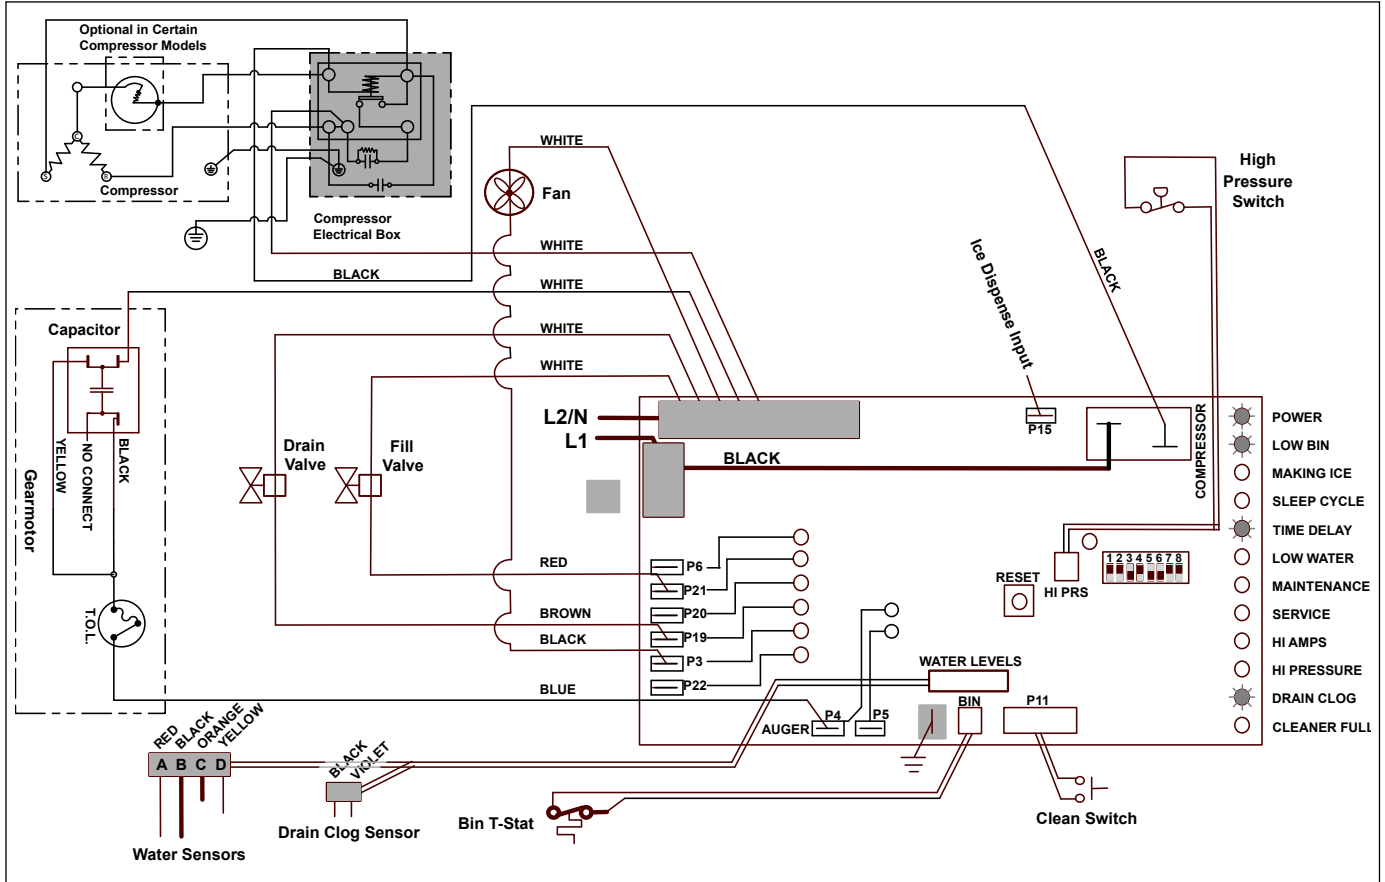 Optional in Certain
Compressor Models
C
S
R
Compressor
Compressor
Electrical Box
WHITE
Fan
WHITE
BLACK
WHITE
WHITE
WHITE
High
Pressure
Switch
Ice Dispense Input
BLACK
Capacitor
YELLOW
NO CONNECT
BLACK
Gearmotor
T.O.L.
Drain
Valve
Fill
Valve
L2/N
L1
BLACK
P15
COMPRESSOR
POWER
LOW BIN
MAKING ICE
SLEEP CYCLE
TIME DELAY
LOW WATER
MAINTENANCE
SERVICE
HI AMPS
HI PRESSURE
DRAIN CLOG
CLEANER FULL
RED
BROWN
BLACK
BLUE
P6
P21
P20
P19
P3
P22
RESET
HI PRS
1 2 3 4 5 6 7 8
WATER LEVELS
AUGER
P4
P5
BIN
P11
RED
BLACK
ORANGE
YELLOW
A B C D
Water Sensors
BLACK
VIOLET
Drain Clog Sensor
Bin T-Stat
Clean Switch